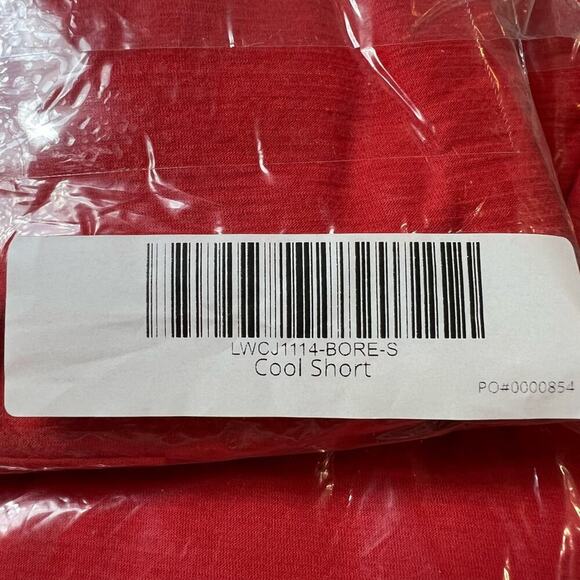 LWCJ1114-BORE-S
Cool Short
PO#0000854